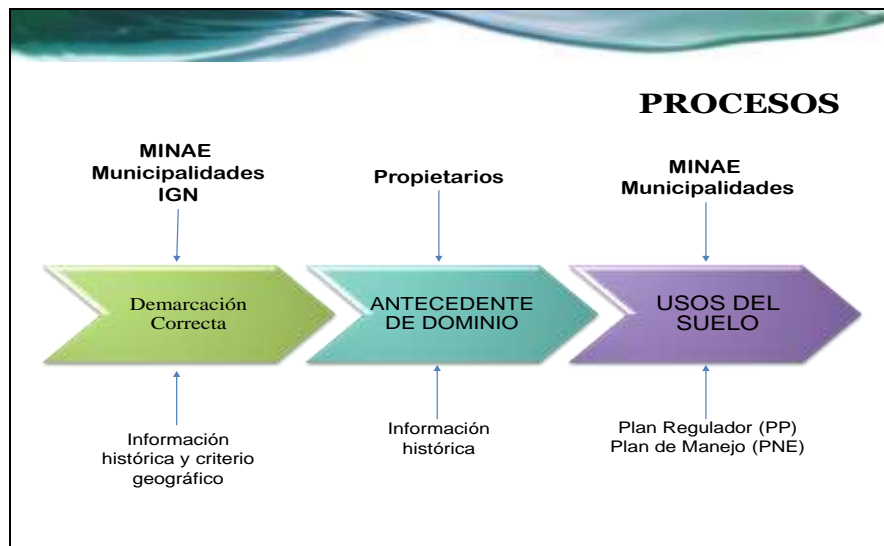 PROCESOS
MINAE
Municipalidades
IGN
Propietarios
MINAE
Municipalidades
Demarcación
Correcta
ANTECEDENTE
DE DOMINIO
USOS DEL
SUELO
Información
histórica y criterio
geográfico
Información
histórica
Plan Regulador (PP)
Plan de Manejo (PNE)